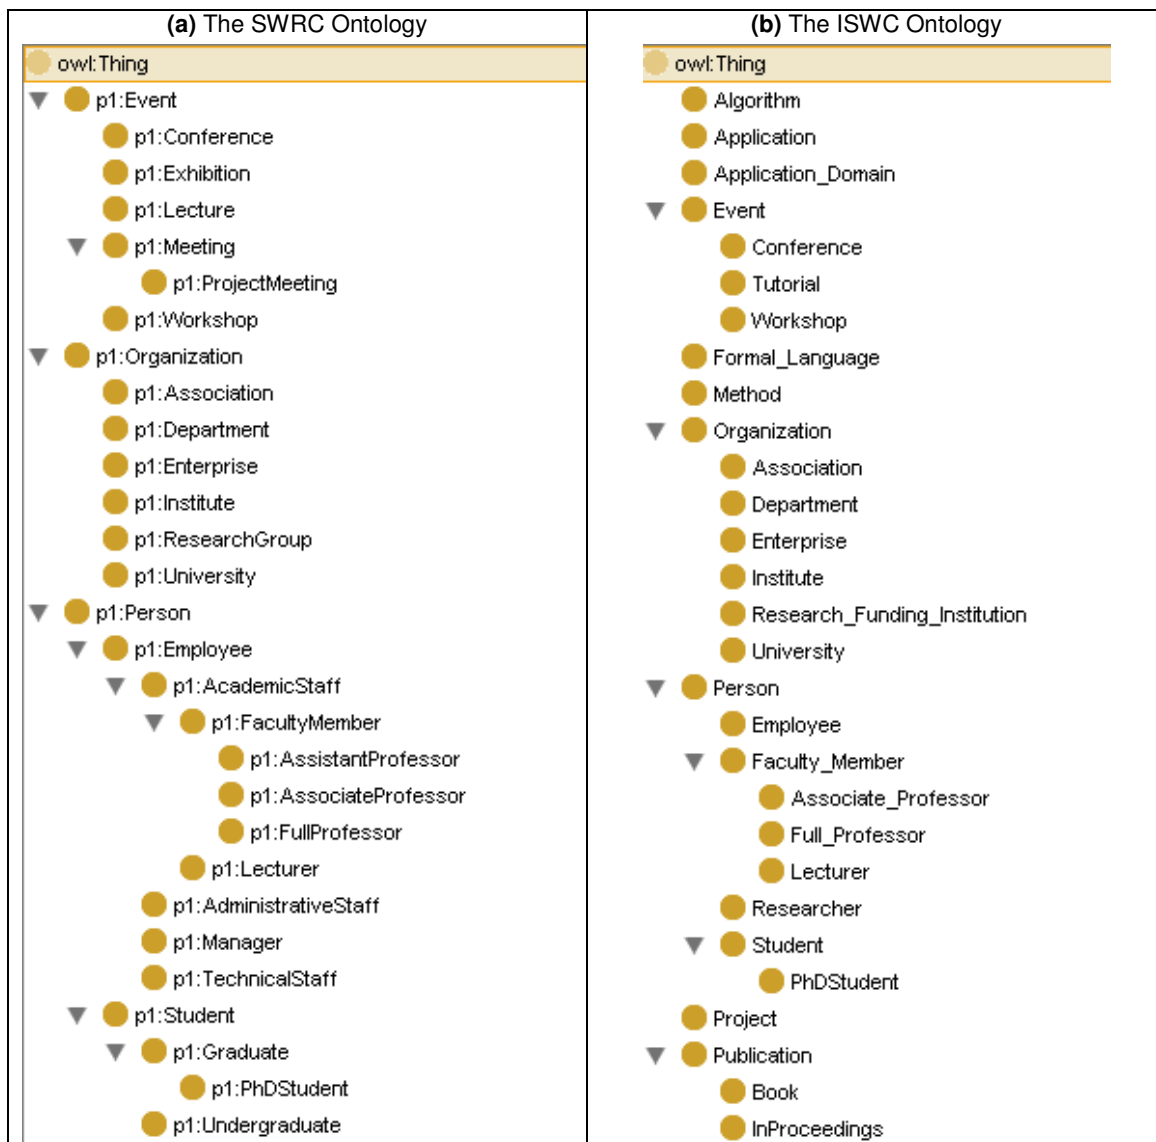 (a) The SWRC Ontology
owl:Thing
p1:Event
p1:Conference
p1:Exhibition
p1:Lecture
p1:Meeting
p1:ProjectMeeting
p1:Workshop
p1:Organization
p1:Association
p1:Department
p1:Enterprise
p1:Institute
p1:ResearchGroup
p1:University
p1:Person
p1:Employee
p1:AcademicStaff
p1:FacultyMember
p1:AssistantProfessor
p1:AssociateProfessor
p1:FullProfessor
p1:Lecturer
p1:AdministrativeStaff
p1:Manager
p1:TechnicalStaff
p1:Student
p1:Graduate
p1:PhDStudent
p1:Undergraduate
(b) The ISWC Ontology
owl:Thing
Algorithm
Application
Application_Domain
Event
Conference
Tutorial
Workshop
Formal_Language
Method
Organization
Association
Department
Enterprise
Institute
Research_Funding_Institution
University
Person
Employee
Faculty_Member
Associate_Professor
Full_Professor
Lecturer
Researcher
Student
PhDStudent
Project
Publication
Book
InProceedings